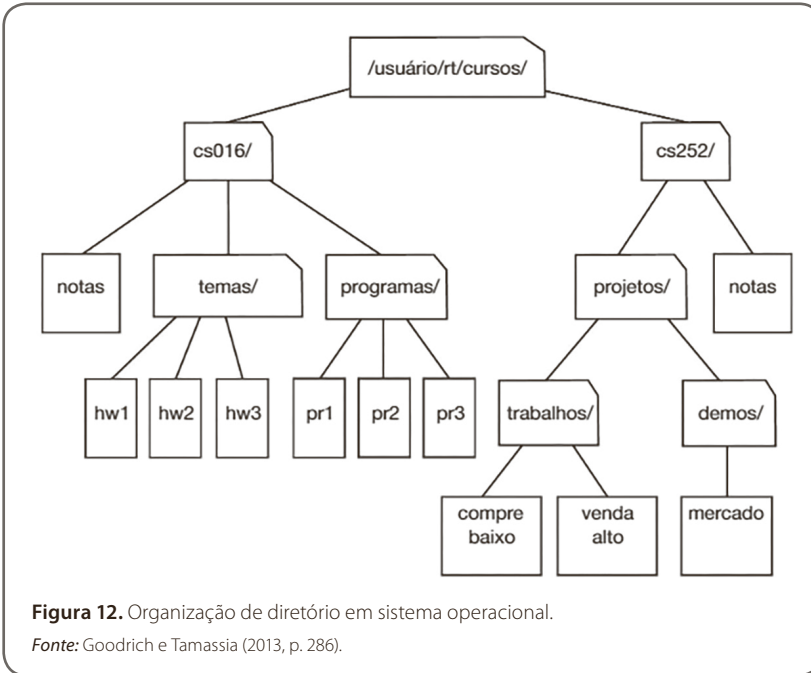 /usuário/rt/cursos/
cs016/
cs252/
notas
temas/
programas/
projetos/
notas
hw1
hw2
hw3
pr1
pr2
pr3
trabalhos/
demos/
compre
baixo
venda
alto
mercado
Figura 12. Organização de diretório em sistema operacional.
Fonte: Goodrich e Tamassia (2013, p. 286).